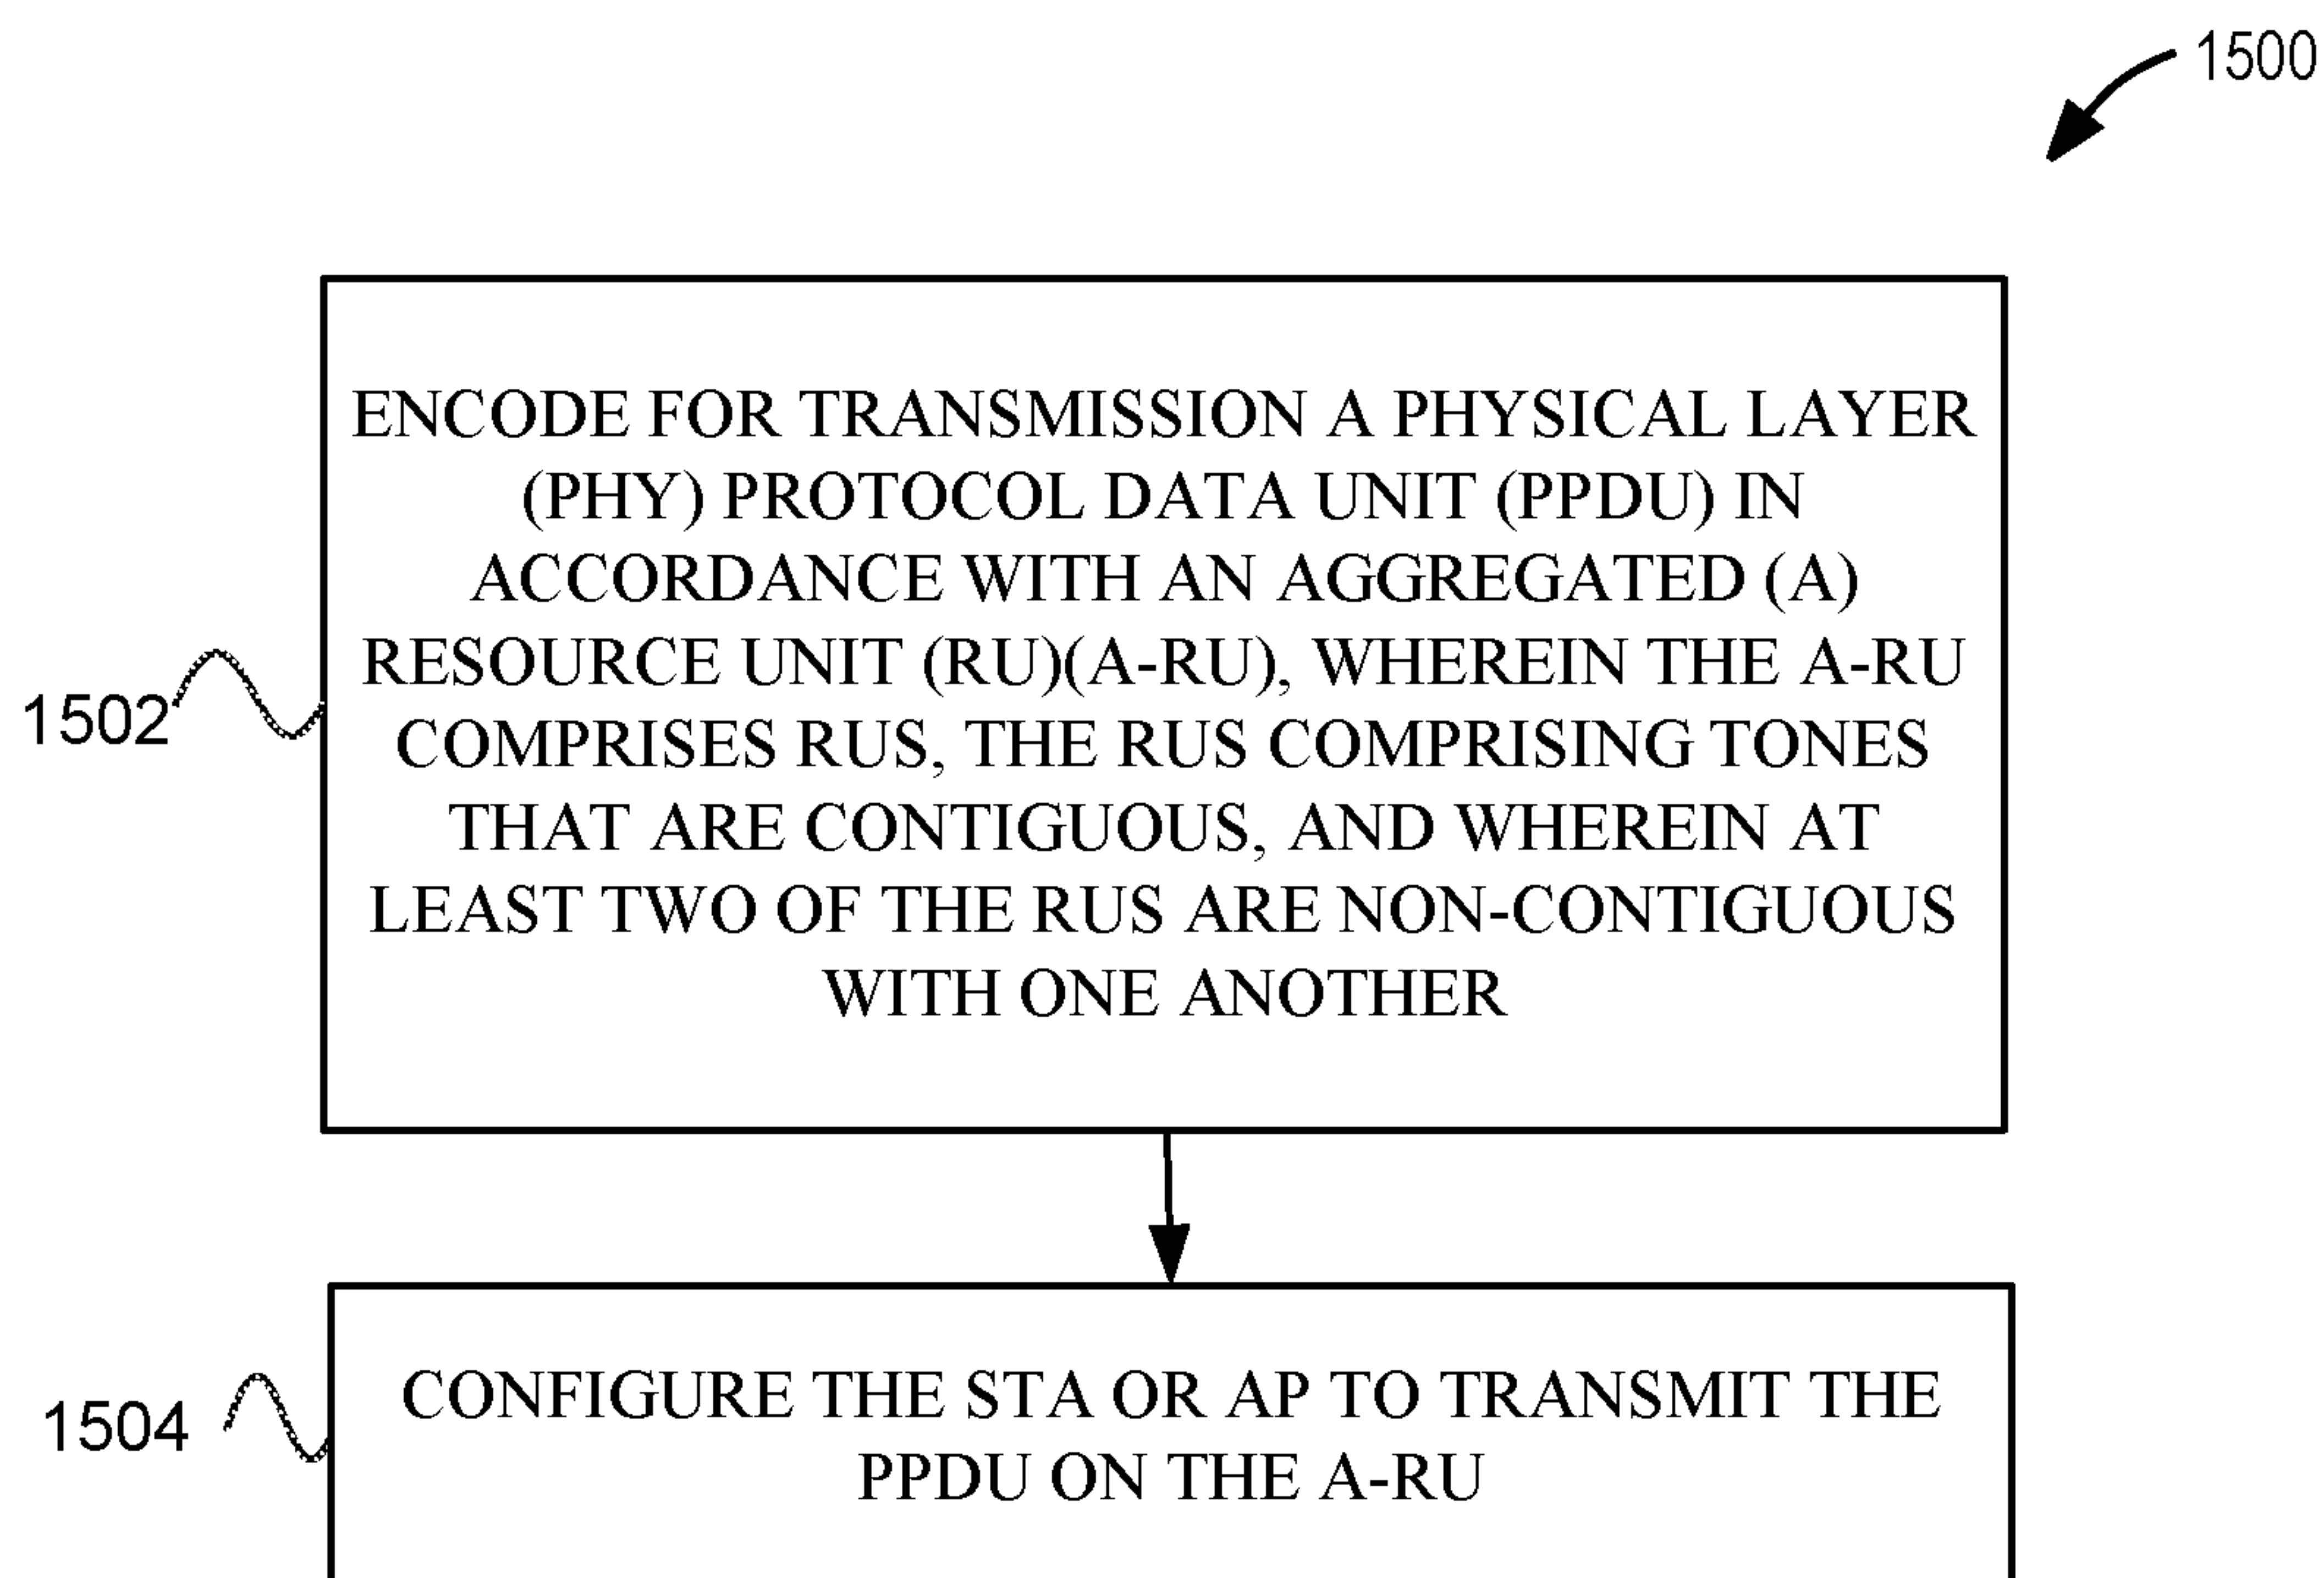 1500
ENCODE FOR TRANSMISSION A PHYSICAL LAYER
(PHY) PROTOCOL DATA UNIT (PPDU) IN
ACCORDANCE WITH AN AGGREGATED (A)
RESOURCE UNIT (RU)(A-RU), WHEREIN THE A-RU
COMPRISES RUS, THE RUS COMPRISING TONES
THAT ARE CONTIGUOUS, AND WHEREIN AT
LEAST TWO OF THE RUS ARE NON-CONTIGUOUS
WITH ONE ANOTHER
1502
CONFIGURE THE STA OR AP TO TRANSMIT THE
PPDU ON THE A-RU
1504